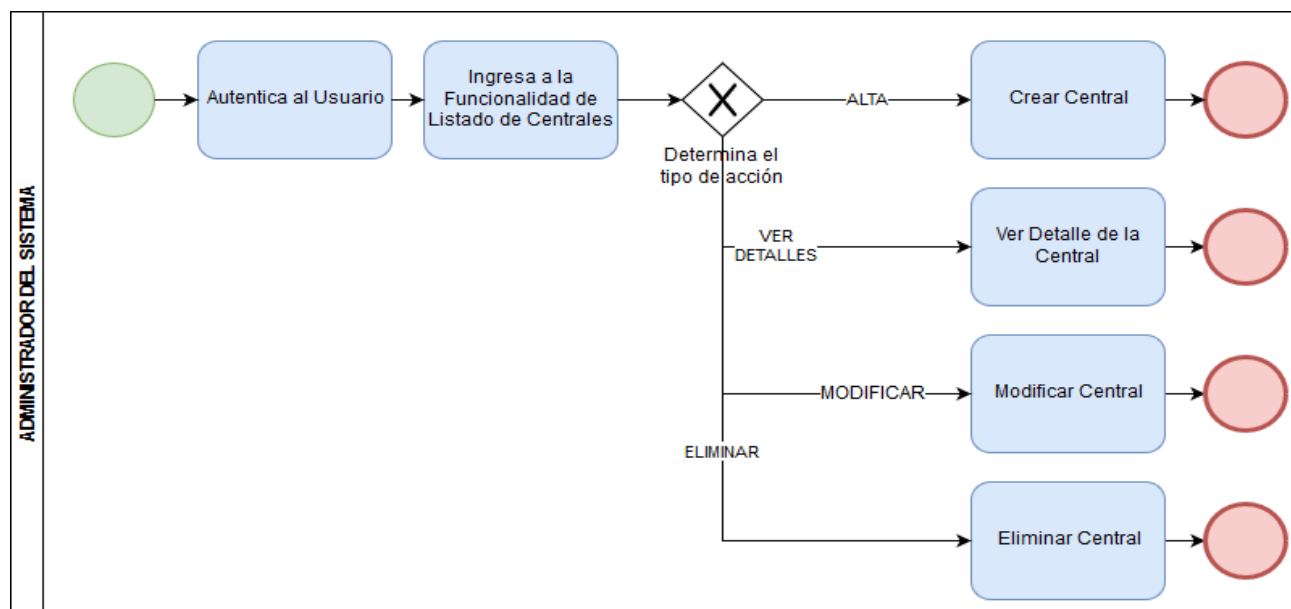 ADMINISTRADOR DEL SISTEMA
Autentica al Usuario
Ingresa a la
Funcionalidad de
Listado de Centrales
Determina el
tipo de acción
ALTA
Crear Central
VER
DETALLES
Ver Detalle de la
Central
MODIFICAR
Modificar Central
ELIMINAR
Eliminar Central